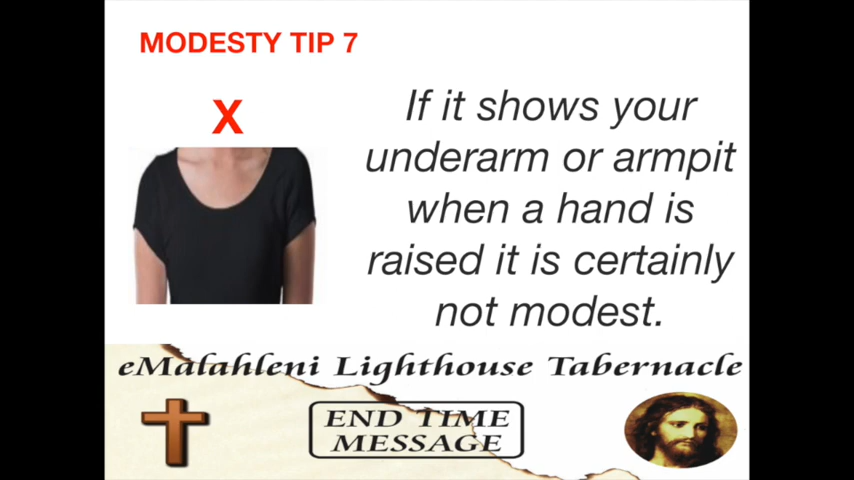 MODESTY TIP 7
X
If it shows your
underarm or armpit
when a hand is
raised it is certainly
not modest.
eMalahleni Lighthouse Tabernacle
END TIME
MESSAGE